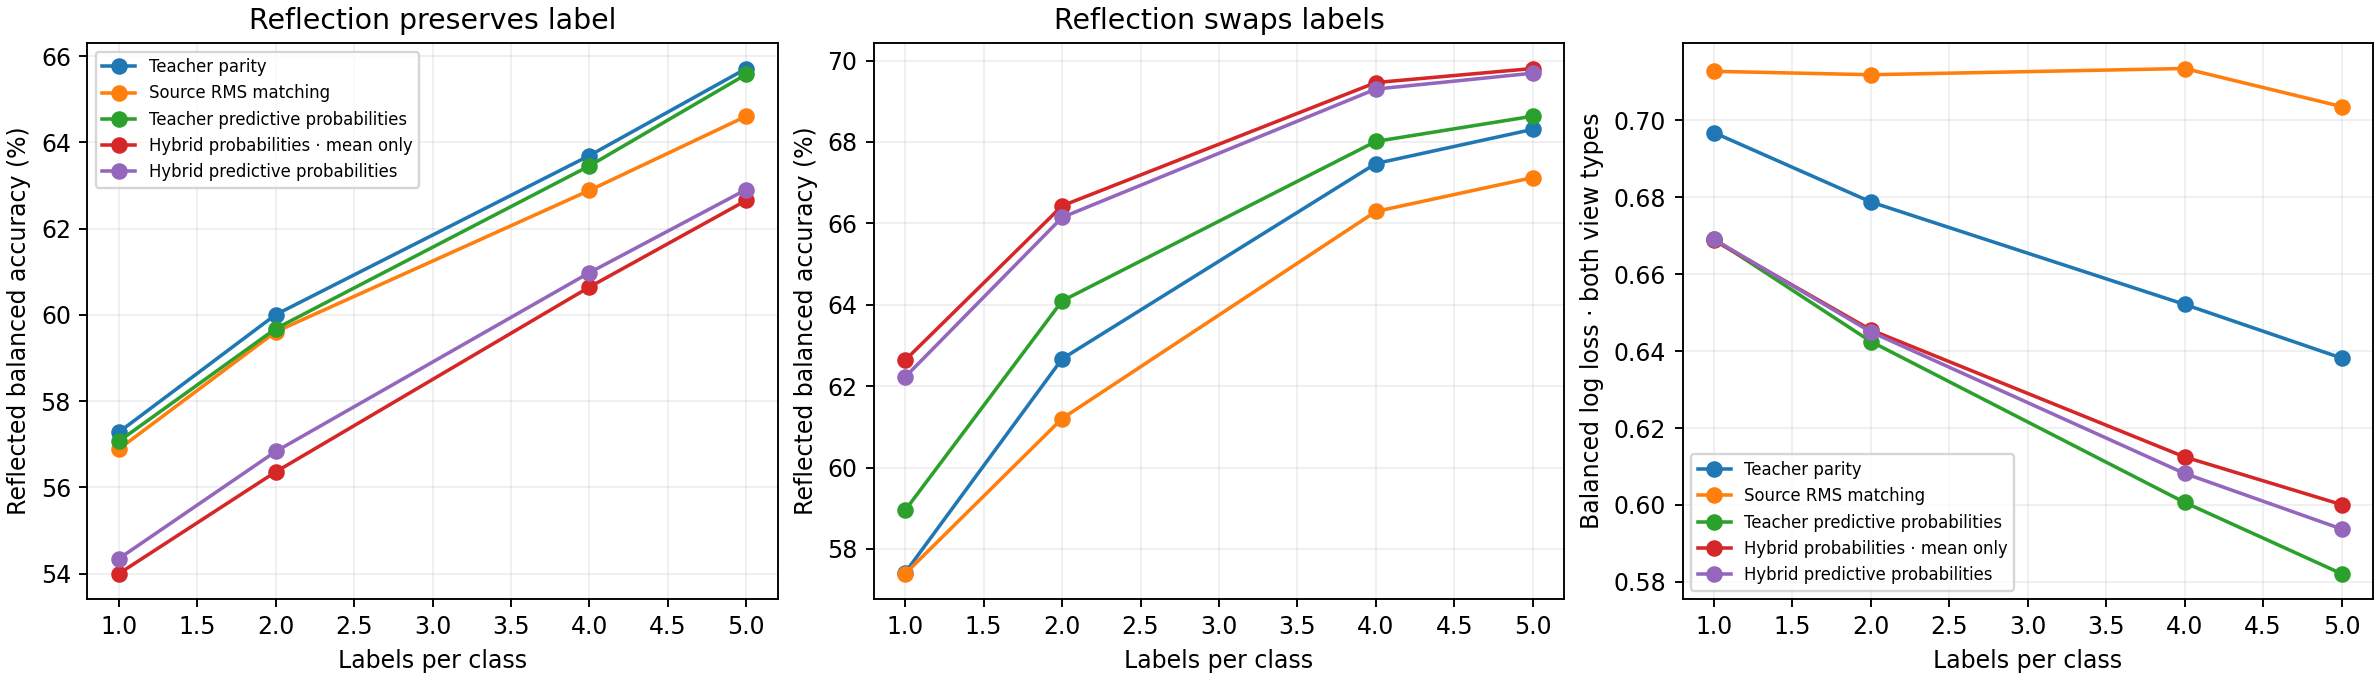 Reflection preserves label
Reflected balanced accuracy (%)
66
64
62
60
58
56
54
Teacher parity
Source RMS matching
Teacher predictive probabilities
Hybrid probabilities · mean only
Hybrid predictive probabilities
1.0 1.5 2.0 2.5 3.0 3.5 4.0 4.5 5.0
Labels per class
Reflection swaps labels
Reflected balanced accuracy (%)
70
68
66
64
62
60
58
1.0 1.5 2.0 2.5 3.0 3.5 4.0 4.5 5.0
Labels per class
Balanced log loss · both view types
0.70
0.68
0.66
0.64
0.62
0.60
0.58
Teacher parity
Source RMS matching
Teacher predictive probabilities
Hybrid probabilities · mean only
Hybrid predictive probabilities
1.0 1.5 2.0 2.5 3.0 3.5 4.0 4.5 5.0
Labels per class